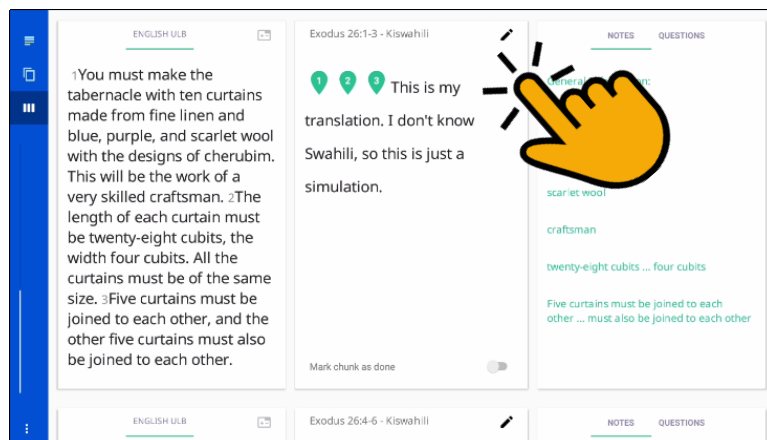 ENGLISH ULB
1You must make the
tabernacle with ten curtains
made from fine linen and
blue, purple, and scarlet wool
with the designs of cherubim.
This will be the work of a
very skilled craftsman. 2The
length of each curtain must
be twenty-eight cubits, the
width four cubits. All the
curtains must be of the same
size. 3Five curtains must be
joined to each other, and the
other five curtains must also
be joined to each other.
Exodus 26:1-3 - Kiswahili
1 2 3 This is my
translation. I don't know
Swahili, so this is just a
simulation.
Mark chunk as done
NOTES QUESTIONS
General
scarlet wool
craftsman
twenty-eight cubits ... four cubits
Five curtains must be joined to each
other ... must also be joined to each other
ENGLISH ULB
Exodus 26:4-6 - Kiswahili
NOTES QUESTIONS